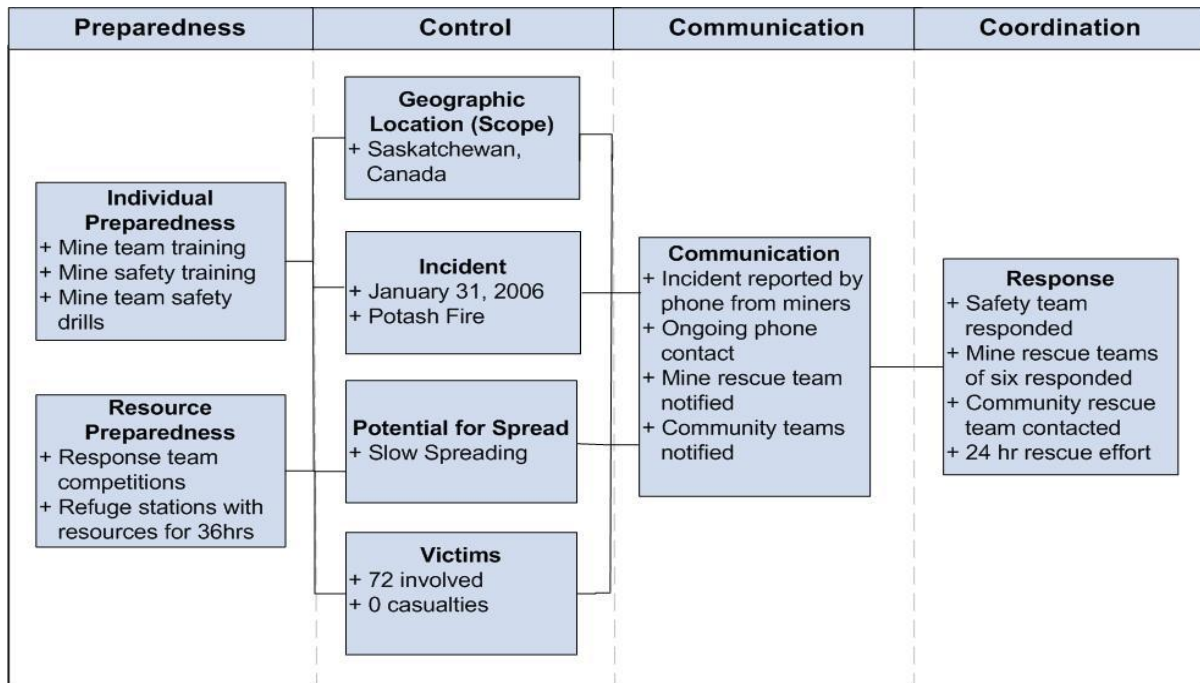 Preparedness
Control
Communication
Coordination
Individual
Preparedness
+ Mine team training
+ Mine safety training
+ Mine team safety
drills
Resource
Preparedness
+ Response team
competitions
+ Refuge stations with
resources for 36hrs
Geographic
Location (Scope)
+ Saskatchewan,
Canada
Incident
+ January 31, 2006
+ Potash Fire
Potential for Spread
+ Slow Spreading
Victims
+ 72 involved
+ 0 casualties
Communication
+ Incident reported by
phone from miners
+ Ongoing phone
contact
+ Mine rescue team
notified
+ Community teams
notified
Response
+ Safety team
responded
+ Mine rescue teams
of six responded
+ Community rescue
team contacted
+ 24 hr rescue effort